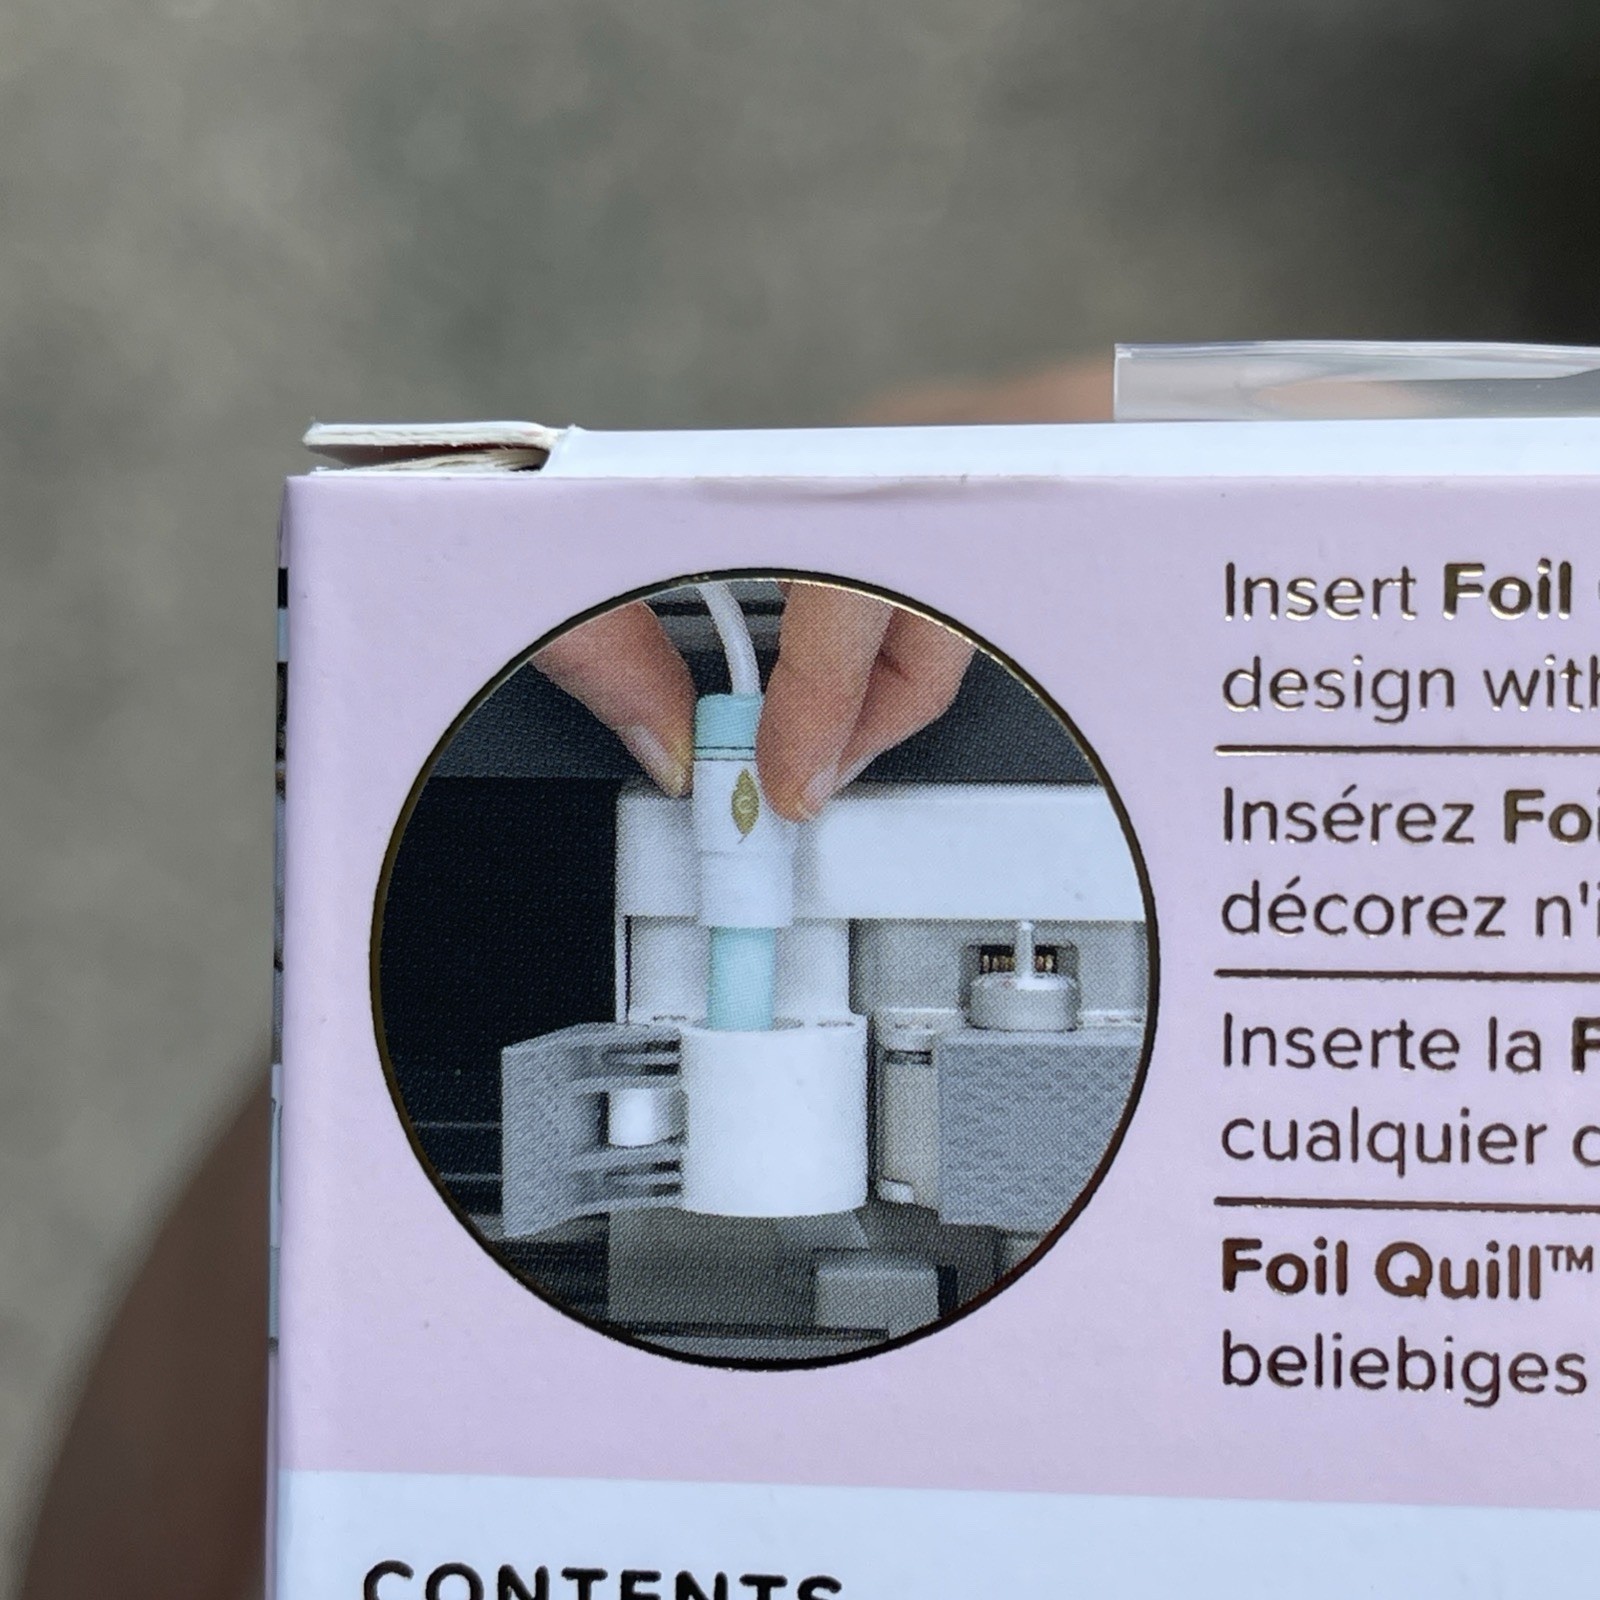 Insert Foil
design with
Insérez Foi
décorez n'i
Inserte la F
cualquier
Foil Quill™
beliebiges
CONTENTS